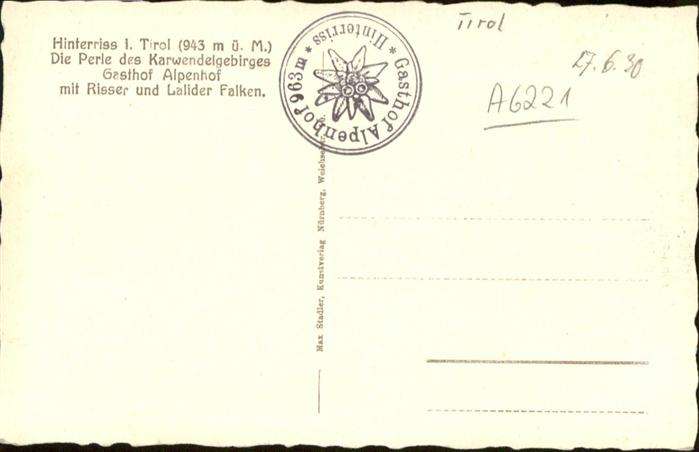 Hinterriss i. Tirol (943 m ü. M.)
Die Perle des Karwendelgebirges
Gasthof Alpenhof
mit Risser und Lalider Falken.
* Gasthof Alpenhof 963 m * Hinterriss
Tirol
27.6.30
A6221
Max Stadler, Kunstverlag Nürnberg,